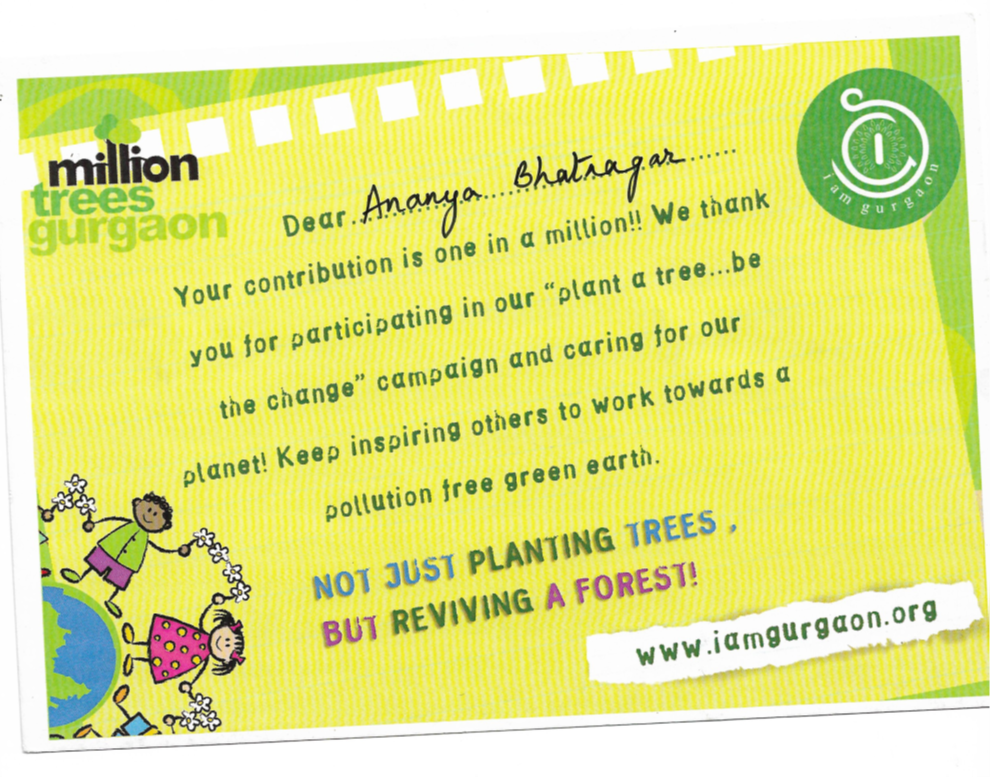 million
trees
gurgaon
i am gurgaon
Dear..Ananya Bhatnagar......
Your contribution is one in a million!! We thank
you for participating in our “plant a tree...be
the change” campaign and caring for our
planet! Keep inspiring others to work towards a
pollution free green earth.
NOT JUST PLANTING TREES ,
BUT REVIVING A FOREST!
www.iamgurgaon.org